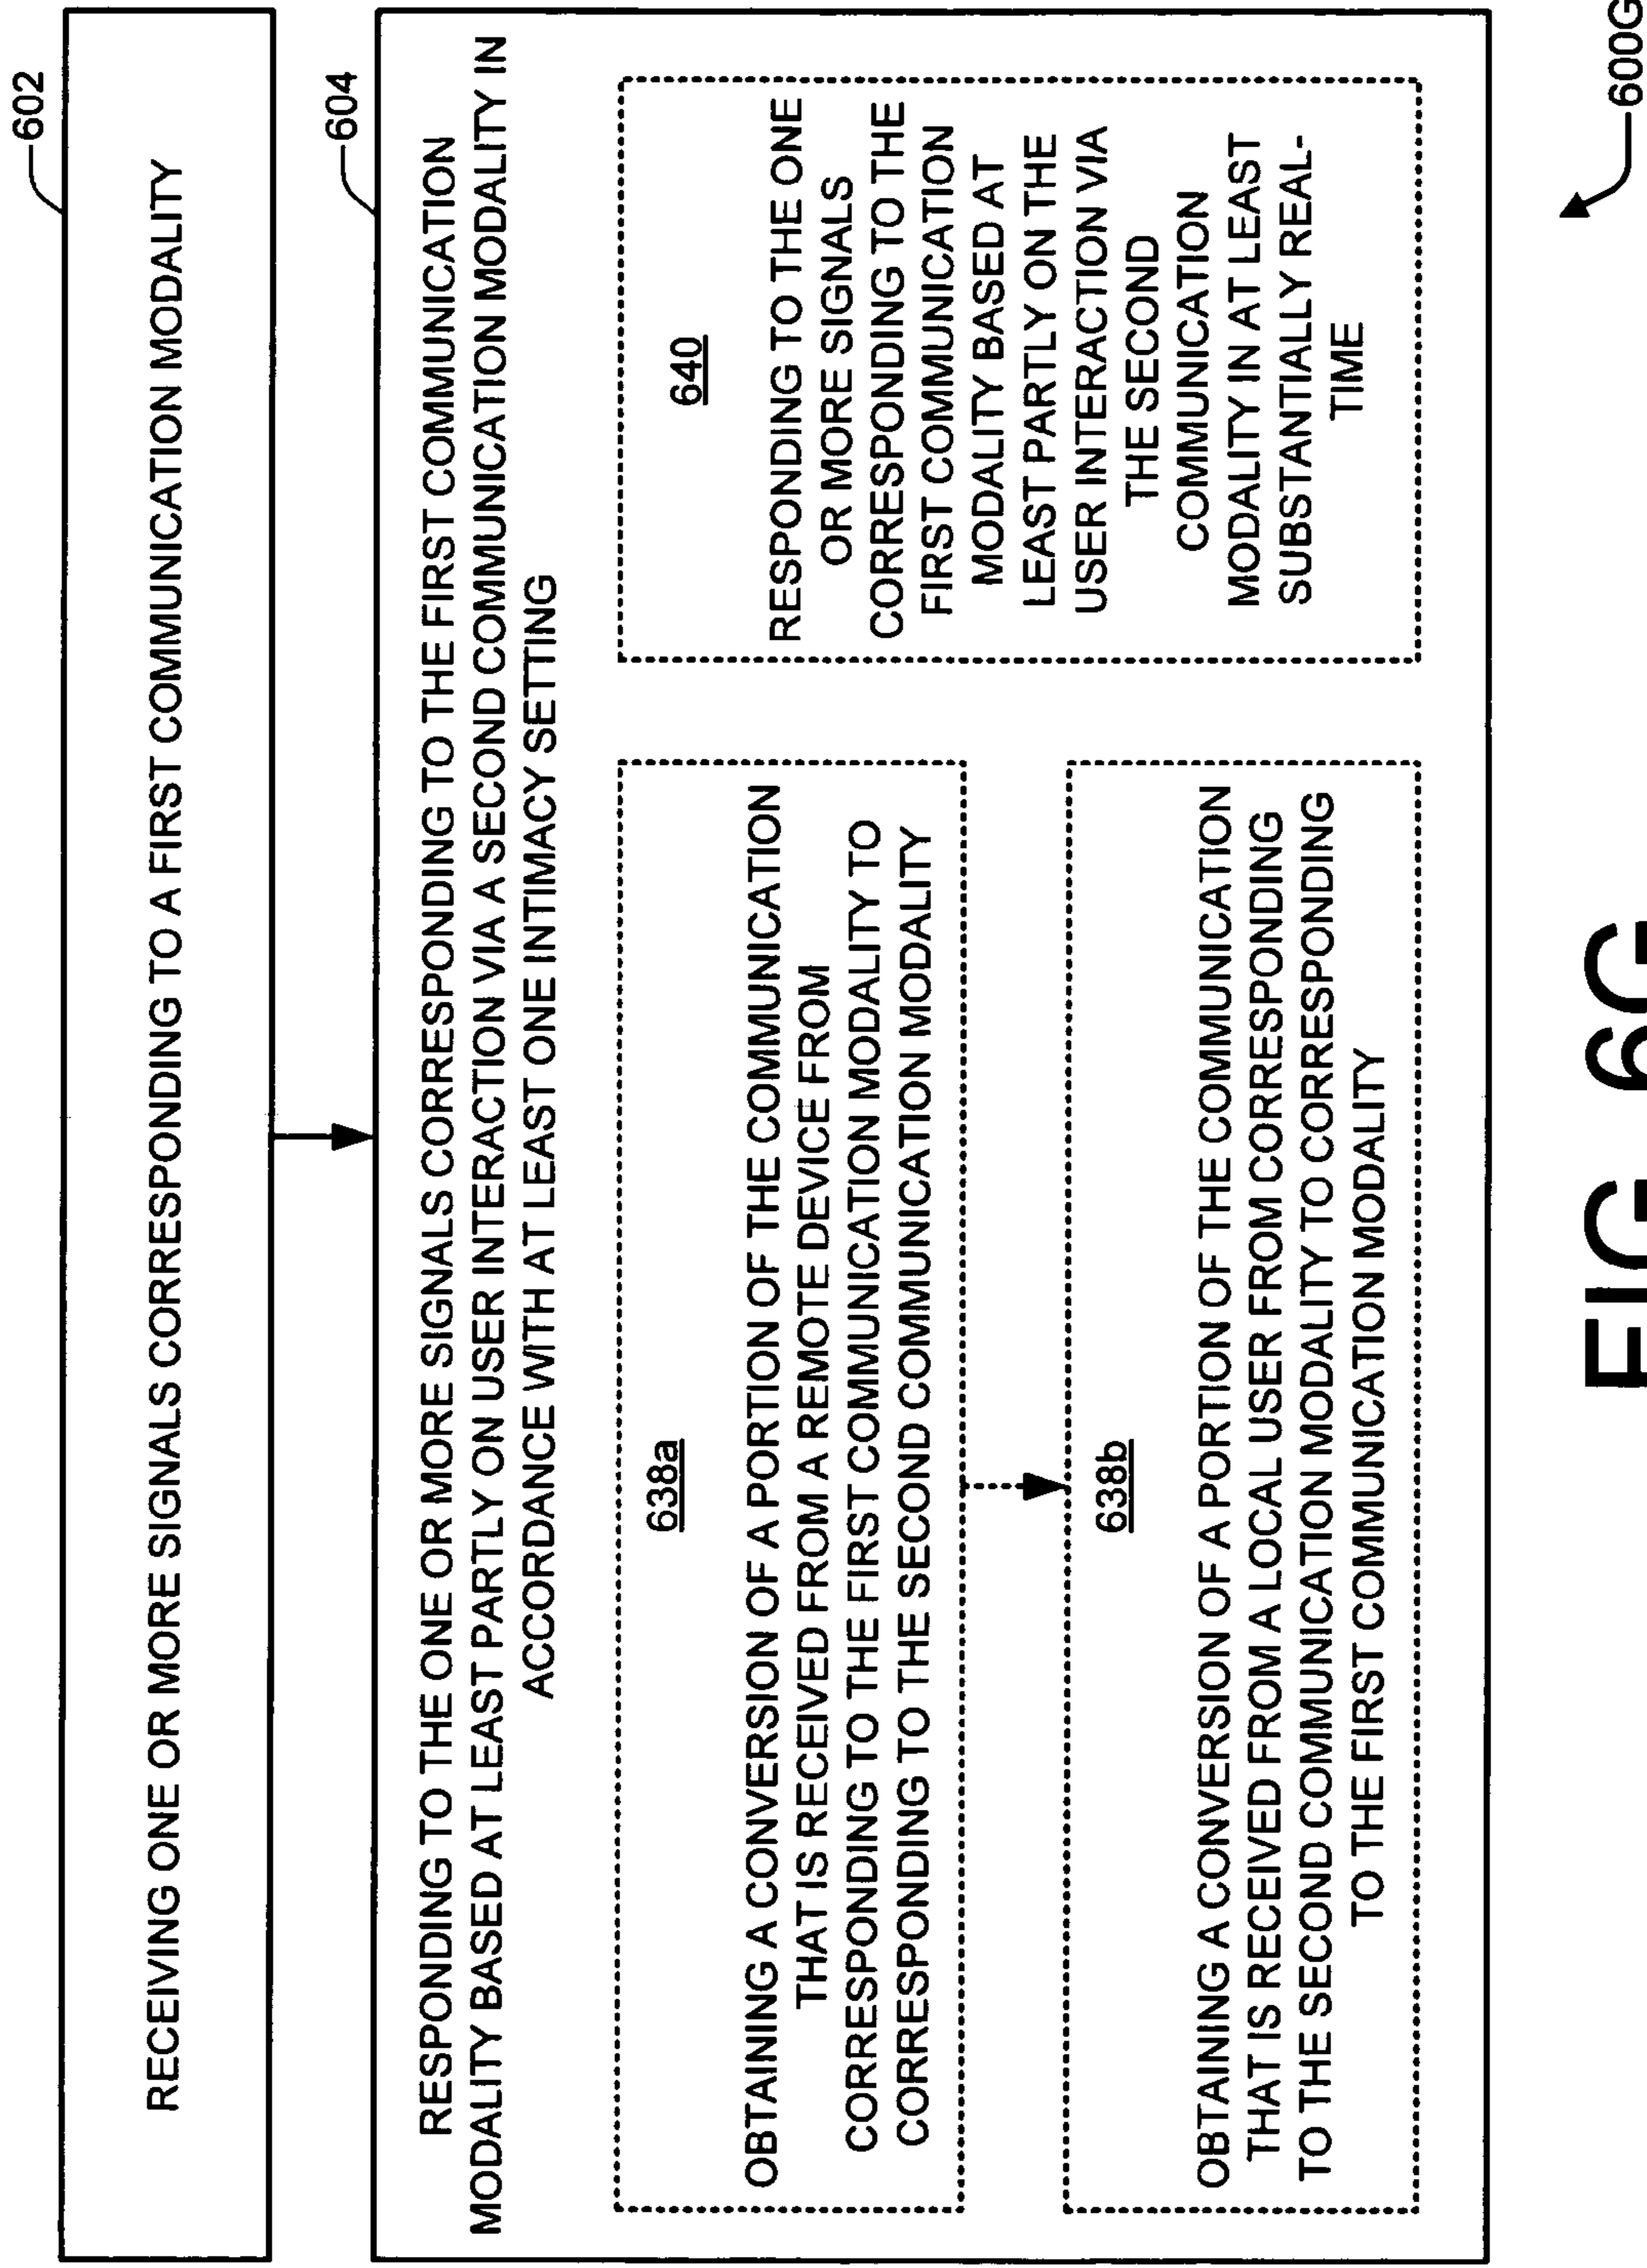 602
RECEIVING ONE OR MORE SIGNALS CORRESPONDING TO A FIRST COMMUNICATION MODALITY
604
RESPONDING TO THE ONE OR MORE SIGNALS CORRESPONDING TO THE FIRST COMMUNICATION
MODALITY BASED AT LEAST PARTLY ON USER INTERACTION VIA A SECOND COMMUNICATION MODALITY IN
ACCORDANCE WITH AT LEAST ONE INTIMACY SETTING
638a
OBTAINING A CONVERSION OF A PORTION OF THE COMMUNICATION
THAT IS RECEIVED FROM A REMOTE DEVICE FROM
CORRESPONDING TO THE FIRST COMMUNICATION MODALITY TO
CORRESPONDING TO THE SECOND COMMUNICATION MODALITY
638b
OBTAINING A CONVERSION OF A PORTION OF THE COMMUNICATION
THAT IS RECEIVED FROM A LOCAL USER FROM CORRESPONDING
TO THE SECOND COMMUNICATION MODALITY TO CORRESPONDING
TO THE FIRST COMMUNICATION MODALITY
640
RESPONDING TO THE ONE
OR MORE SIGNALS
CORRESPONDING TO THE
FIRST COMMUNICATION
MODALITY BASED AT
LEAST PARTLY ON THE
USER INTERACTION VIA
THE SECOND
COMMUNICATION
MODALITY IN AT LEAST
SUBSTANTIALLY REAL-
TIME
600G
FIG 6G